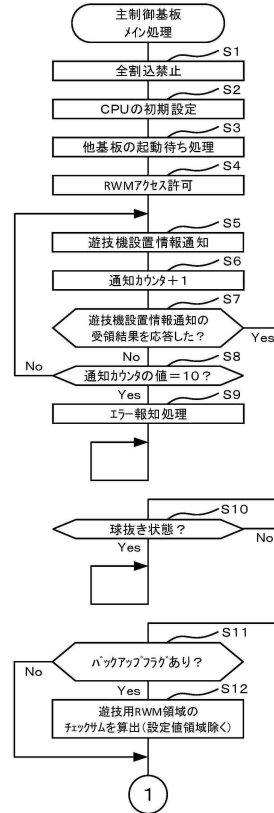 主制御基板
メイン処理
S1
全割込禁止
S2
CPUの初期設定
S3
他基板の起動待ち処理
S4
RWMアクセス許可
S5
遊技機設置情報通知
S6
通知カウンタ+1
S7
遊技機設置情報通知の
受領結果を応答した?
Yes
No
S8
No
通知カウンタの値=10?
Yes
S9
エラー報知処理
S10
球抜き状態?
No
Yes
S11
No
バックアップフラグあり?
Yes
S12
遊技用RWM領域の
チェックサムを算出(設定値領域除く)
1